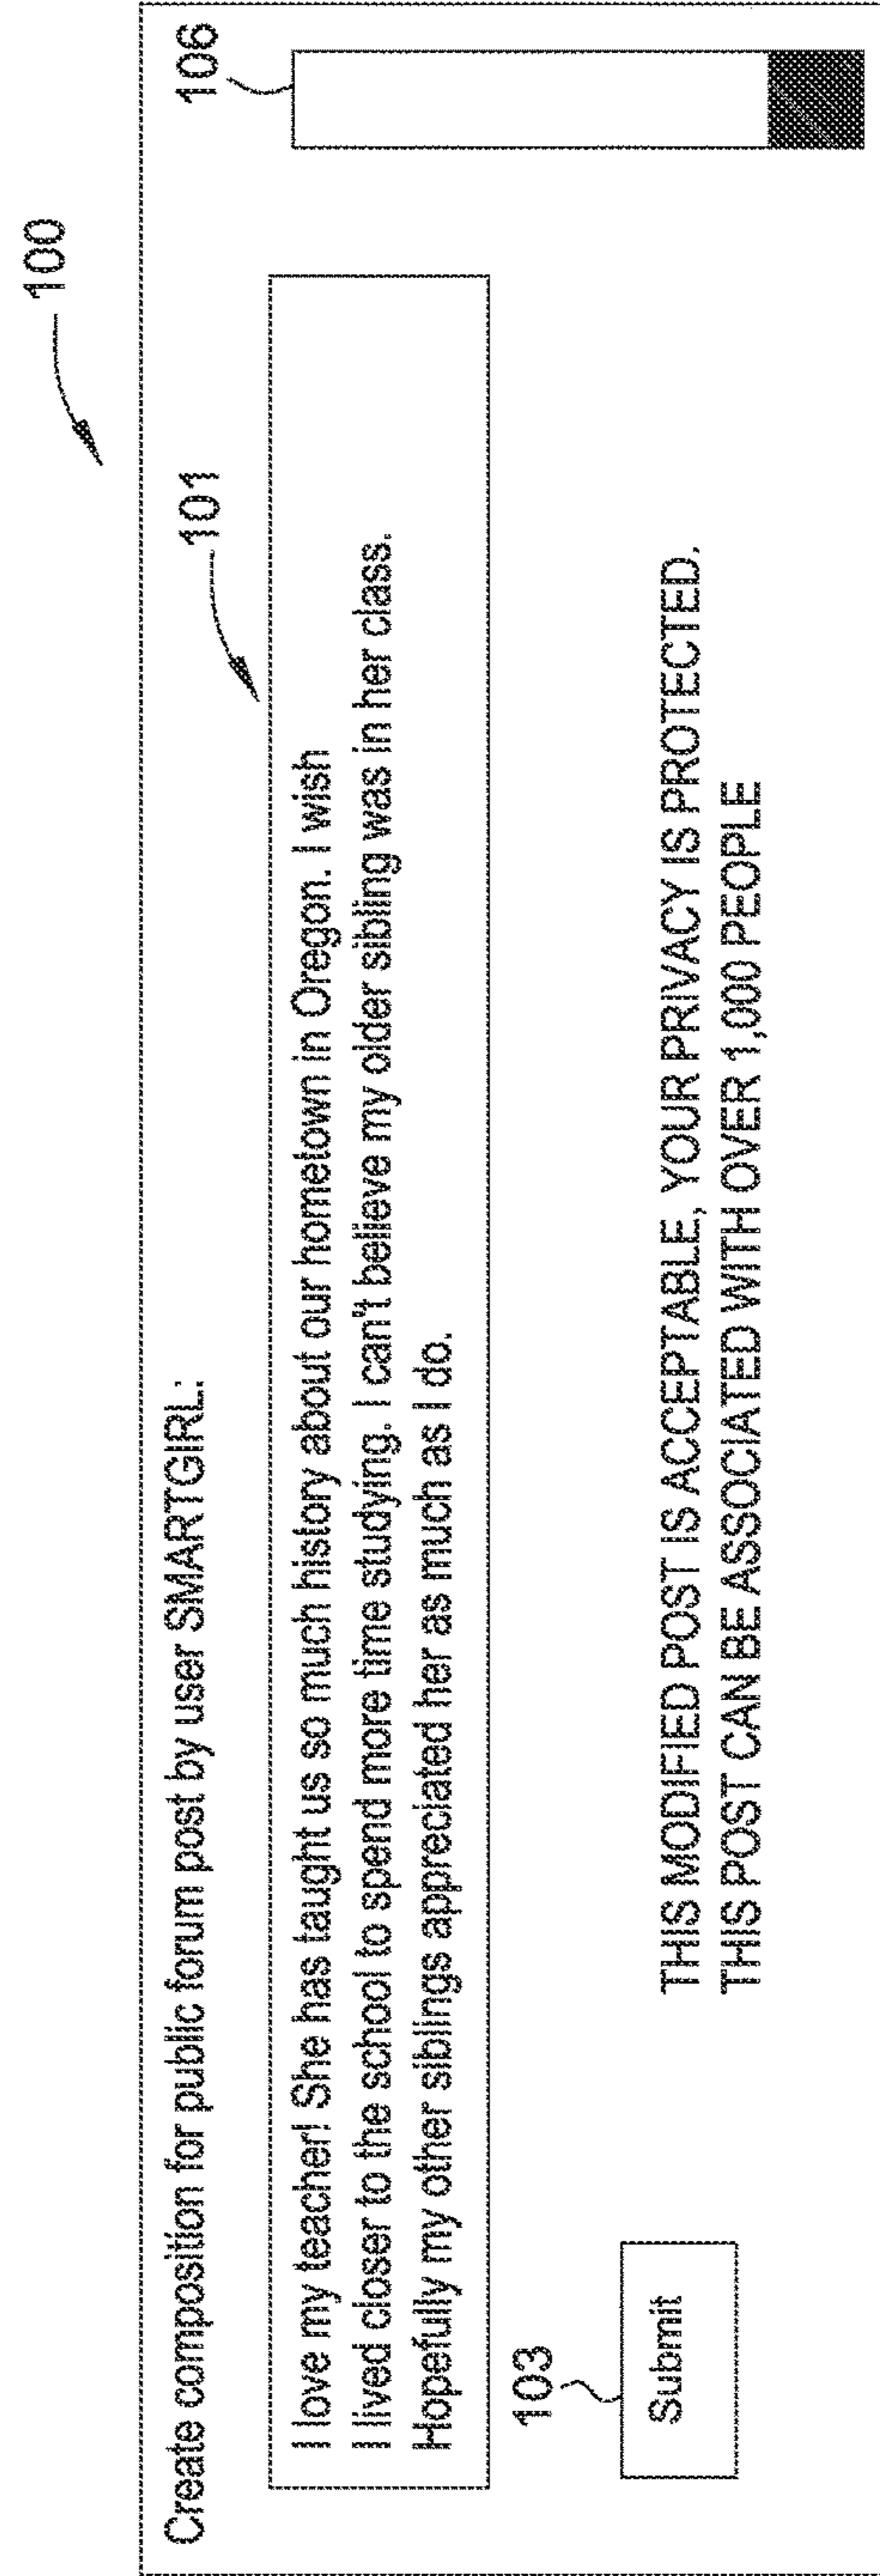 100
Create composition for public forum post by user SMARTGIRL:
106
101
I love my teacher! She has taught us so much history about our hometown in Oregon. I wish
I lived closer to the school to spend more time studying. I can't believe my older sibling was in her class.
Hopefully my other siblings appreciated her as much as I do.
103
Submit
THIS MODIFIED POST IS ACCEPTABLE, YOUR PRIVACY IS PROTECTED.
THIS POST CAN BE ASSOCIATED WITH OVER 1,000 PEOPLE